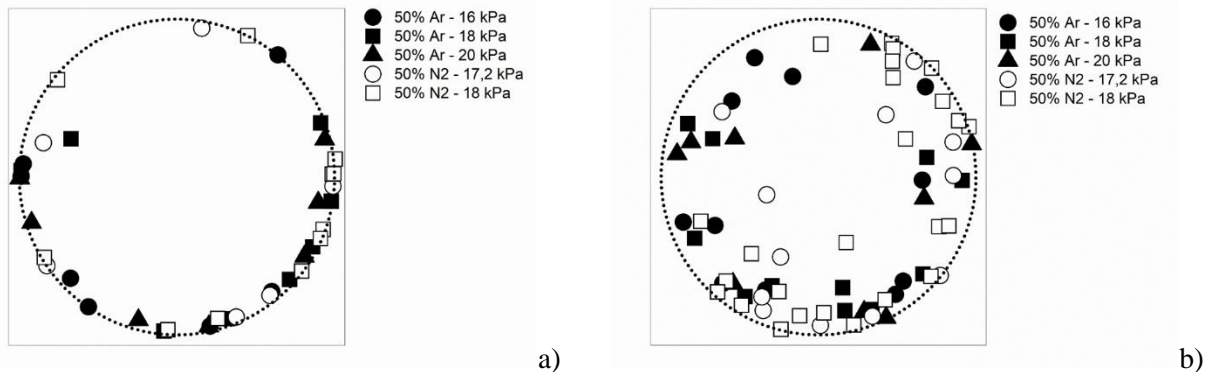 50% Ar - 16 kPa
50% Ar - 18 kPa
50% Ar - 20 kPa
50% N2 - 17,2 kPa
50% N2 - 18 kPa
a)
50% Ar - 16 kPa
50% Ar - 18 kPa
50% Ar - 20 kPa
50% N2 - 17,2 kPa
50% N2 - 18 kPa
b)